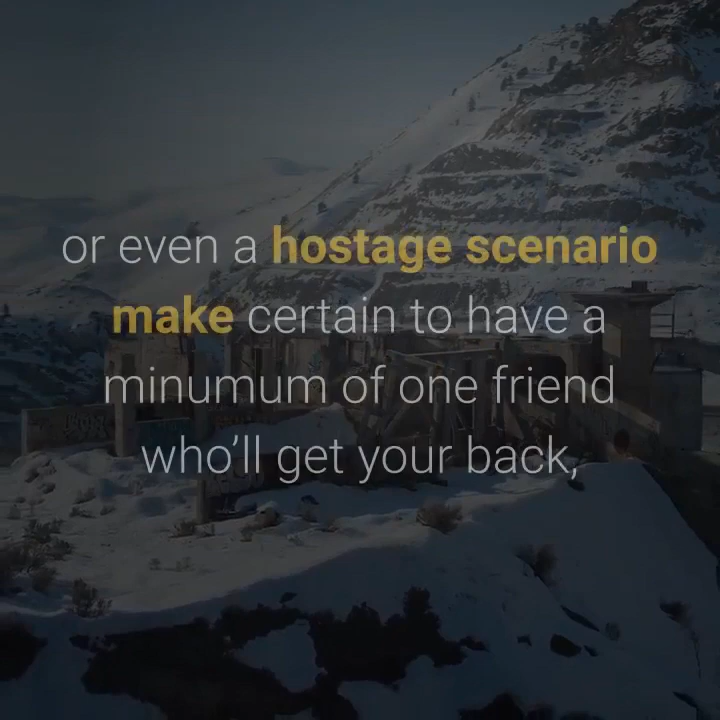 or even a hostage scenario
make certain to have a
minumum of one friend
who’ll get your back,